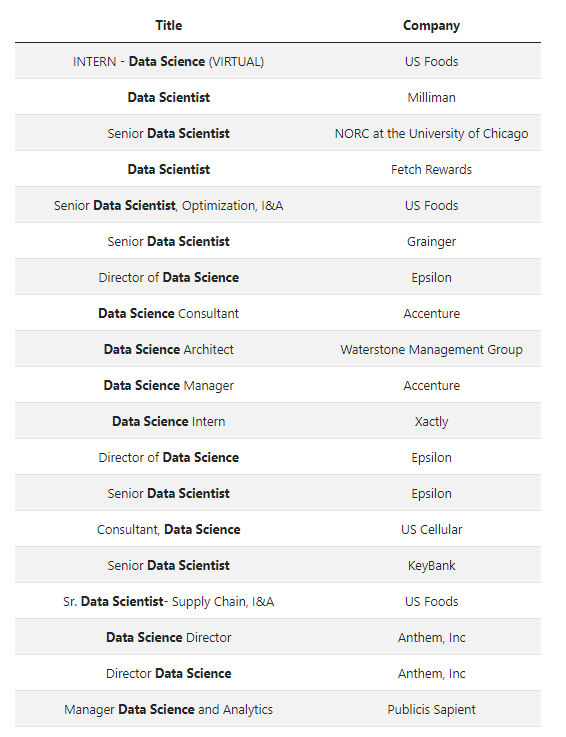 Title Company
INTERN - Data Science (VIRTUAL) US Foods
Data Scientist Milliman
Senior Data Scientist NORC at the University of Chicago
Data Scientist Fetch Rewards
Senior Data Scientist, Optimization, I&A US Foods
Senior Data Scientist Grainger
Director of Data Science Epsilon
Data Science Consultant Accenture
Data Science Architect Waterstone Management Group
Data Science Manager Accenture
Data Science Intern Xactly
Director of Data Science Epsilon
Senior Data Scientist Epsilon
Consultant, Data Science US Cellular
Senior Data Scientist KeyBank
Sr. Data Scientist- Supply Chain, I&A US Foods
Data Science Director Anthem, Inc
Director Data Science Anthem, Inc
Manager Data Science and Analytics Publicis Sapient